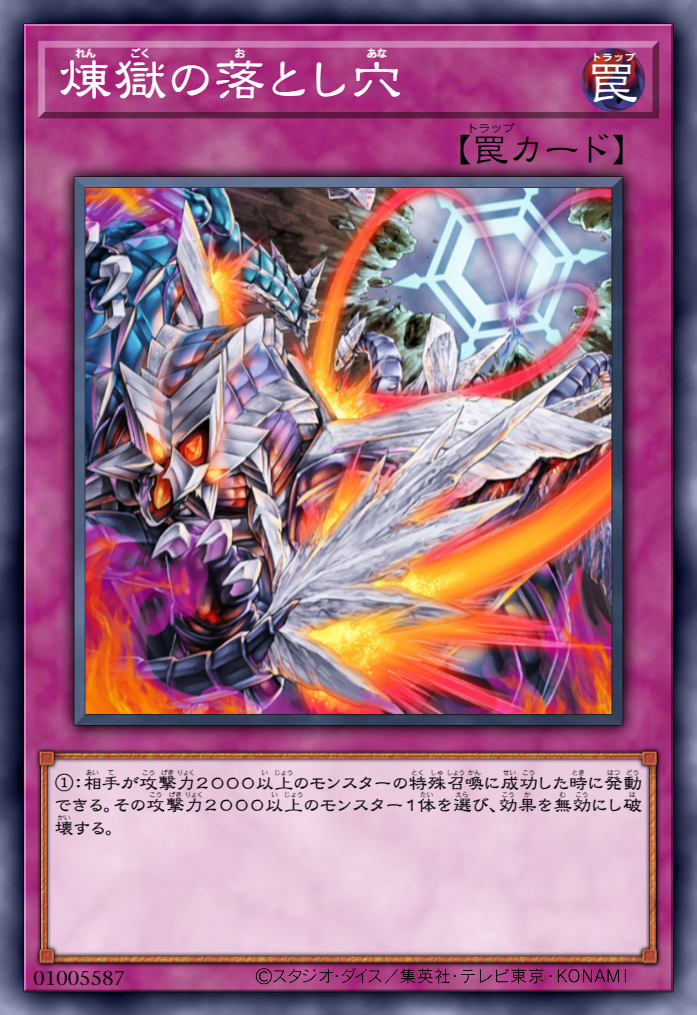 煉獄の落とし穴
罠
【罠カード】
①：相手が攻撃力２０００以上のモンスターの特殊召喚に成功した時に発動
できる。その攻撃力２０００以上のモンスター１体を選び、効果を無効にし破
壊する。
01005587
©スタジオ・ダイス／集英社・テレビ東京・KONAMI